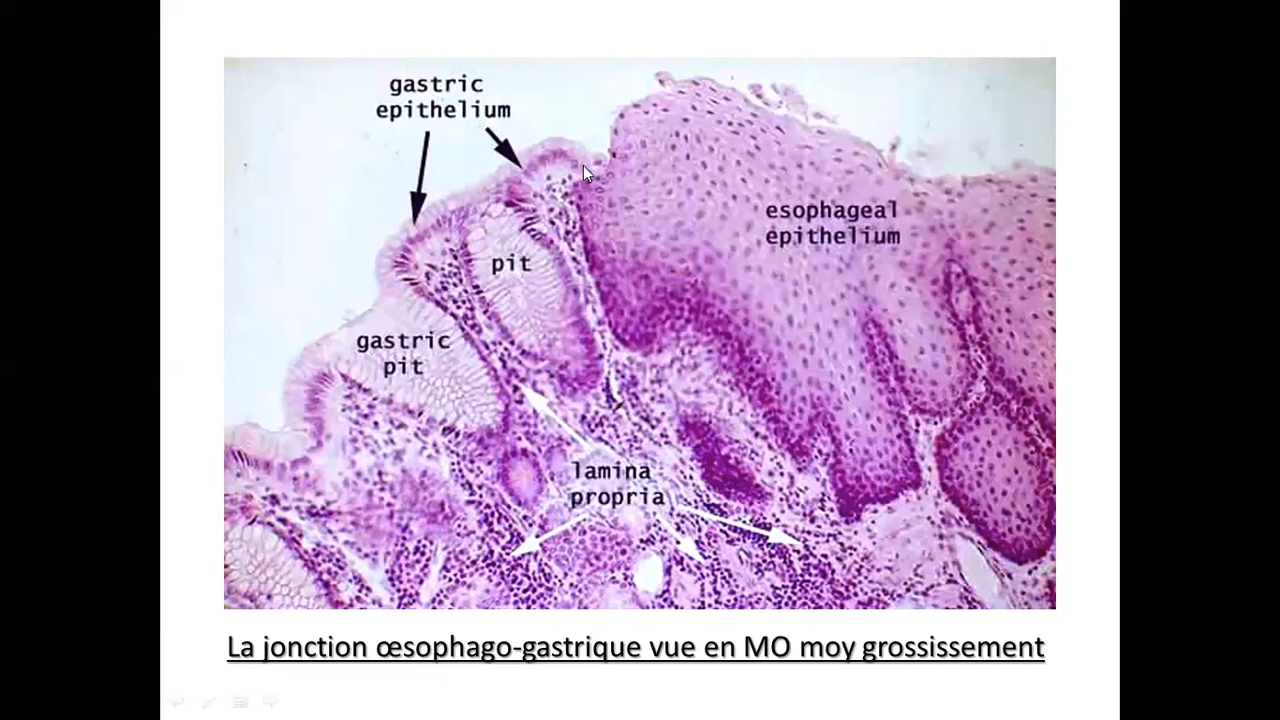 gastric
epithelium
esophageal
epithelium
pit
gastric
pit
lamina
propria
La jonction œsophago-gastrique vue en MO moy grossissement